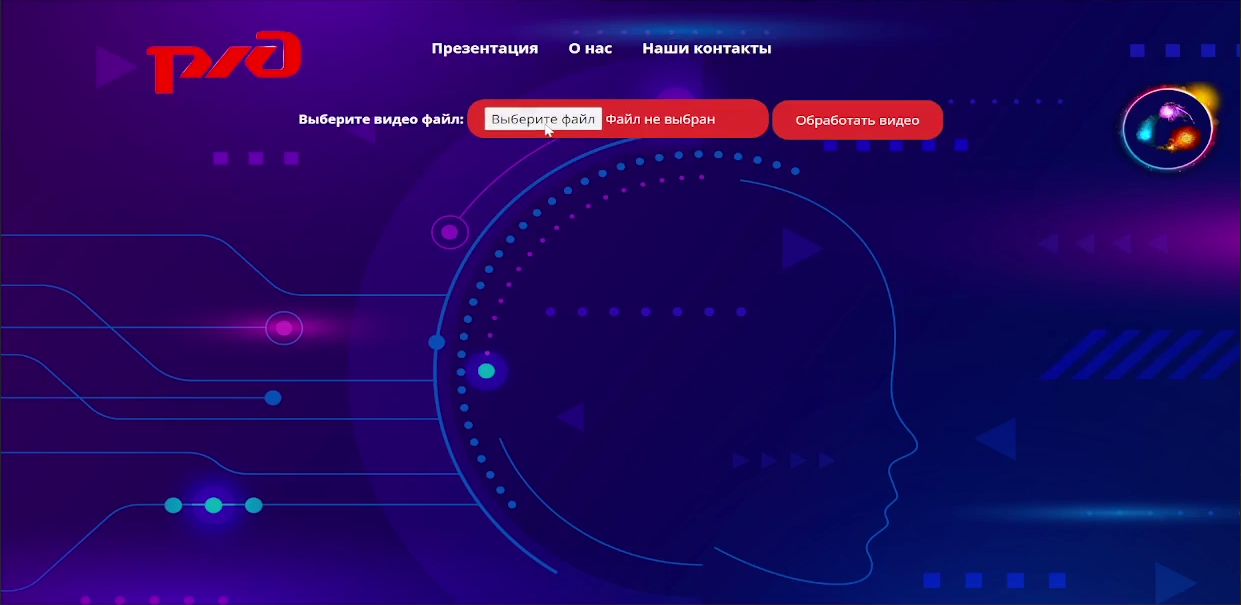 ржд
Презентация О нас Наши контакты
Выберите видео файл: Выберите файл Файл не выбран Обработать видео